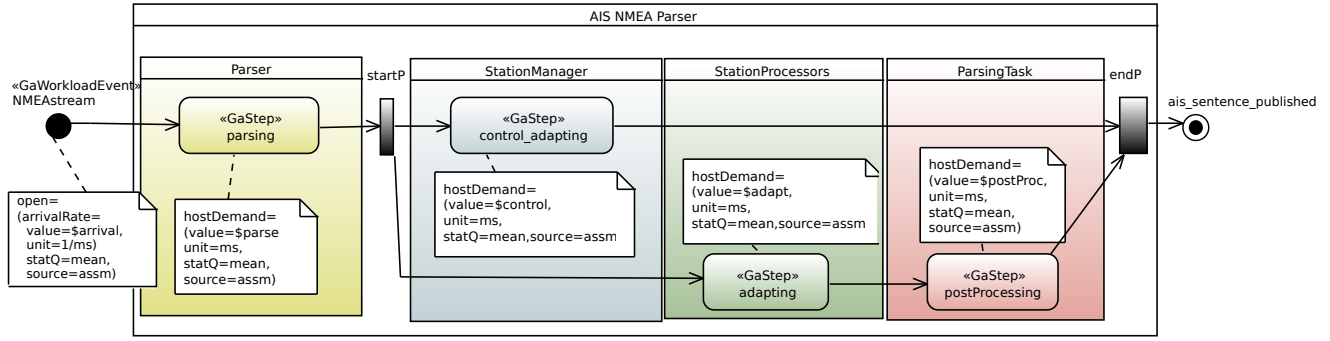 AIS NMEA Parser
«GaWorkloadEvent»
NMEAstream
open=
(arrivalRate=
value=$arrival,
unit=1/ms)
statQ=mean,
source=assm)
Parser
«GaStep»
parsing
hostDemand=
(value=$parse
unit=ms,
statQ=mean,
source=assm)
startP
StationManager
«GaStep»
control_adapting
hostDemand=
(value=$control,
unit=ms,
statQ=mean,source=assm
StationProcessors
hostDemand=
(value=$adapt,
unit=ms,
statQ=mean,source=assm
«GaStep»
adapting
ParsingTask
hostDemand=
(value=$postProc,
unit=ms,
statQ=mean,
source=assm)
«GaStep»
postProcessing
endP
ais_sentence_published